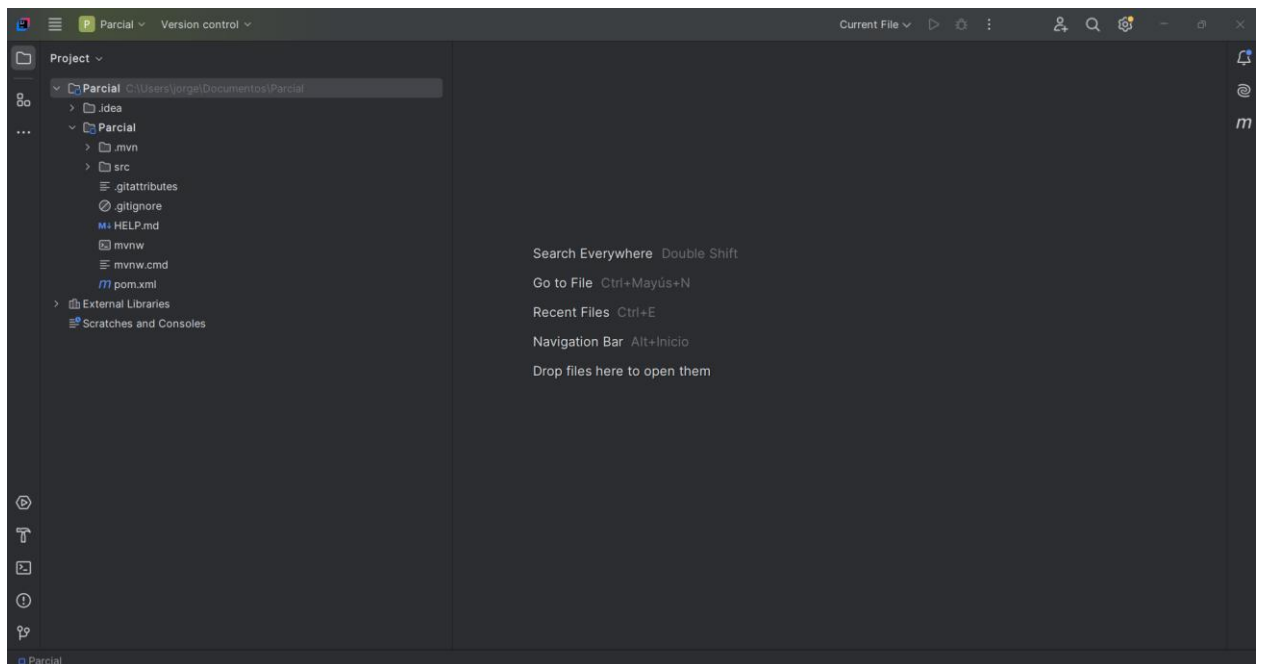 P Parcial Version control Current File
Project
Parcial C:\Users\jorge\Documentos\Parcial
.idea
Parcial
.mvn
src
.gitattributes
.gitignore
M↓ HELP.md
mvnw
mvnw.cmd
m pom.xml
External Libraries
Scratches and Consoles
Search Everywhere Double Shift
Go to File Ctrl+Mayús+N
Recent Files Ctrl+E
Navigation Bar Alt+Inicio
Drop files here to open them
m
Parcial